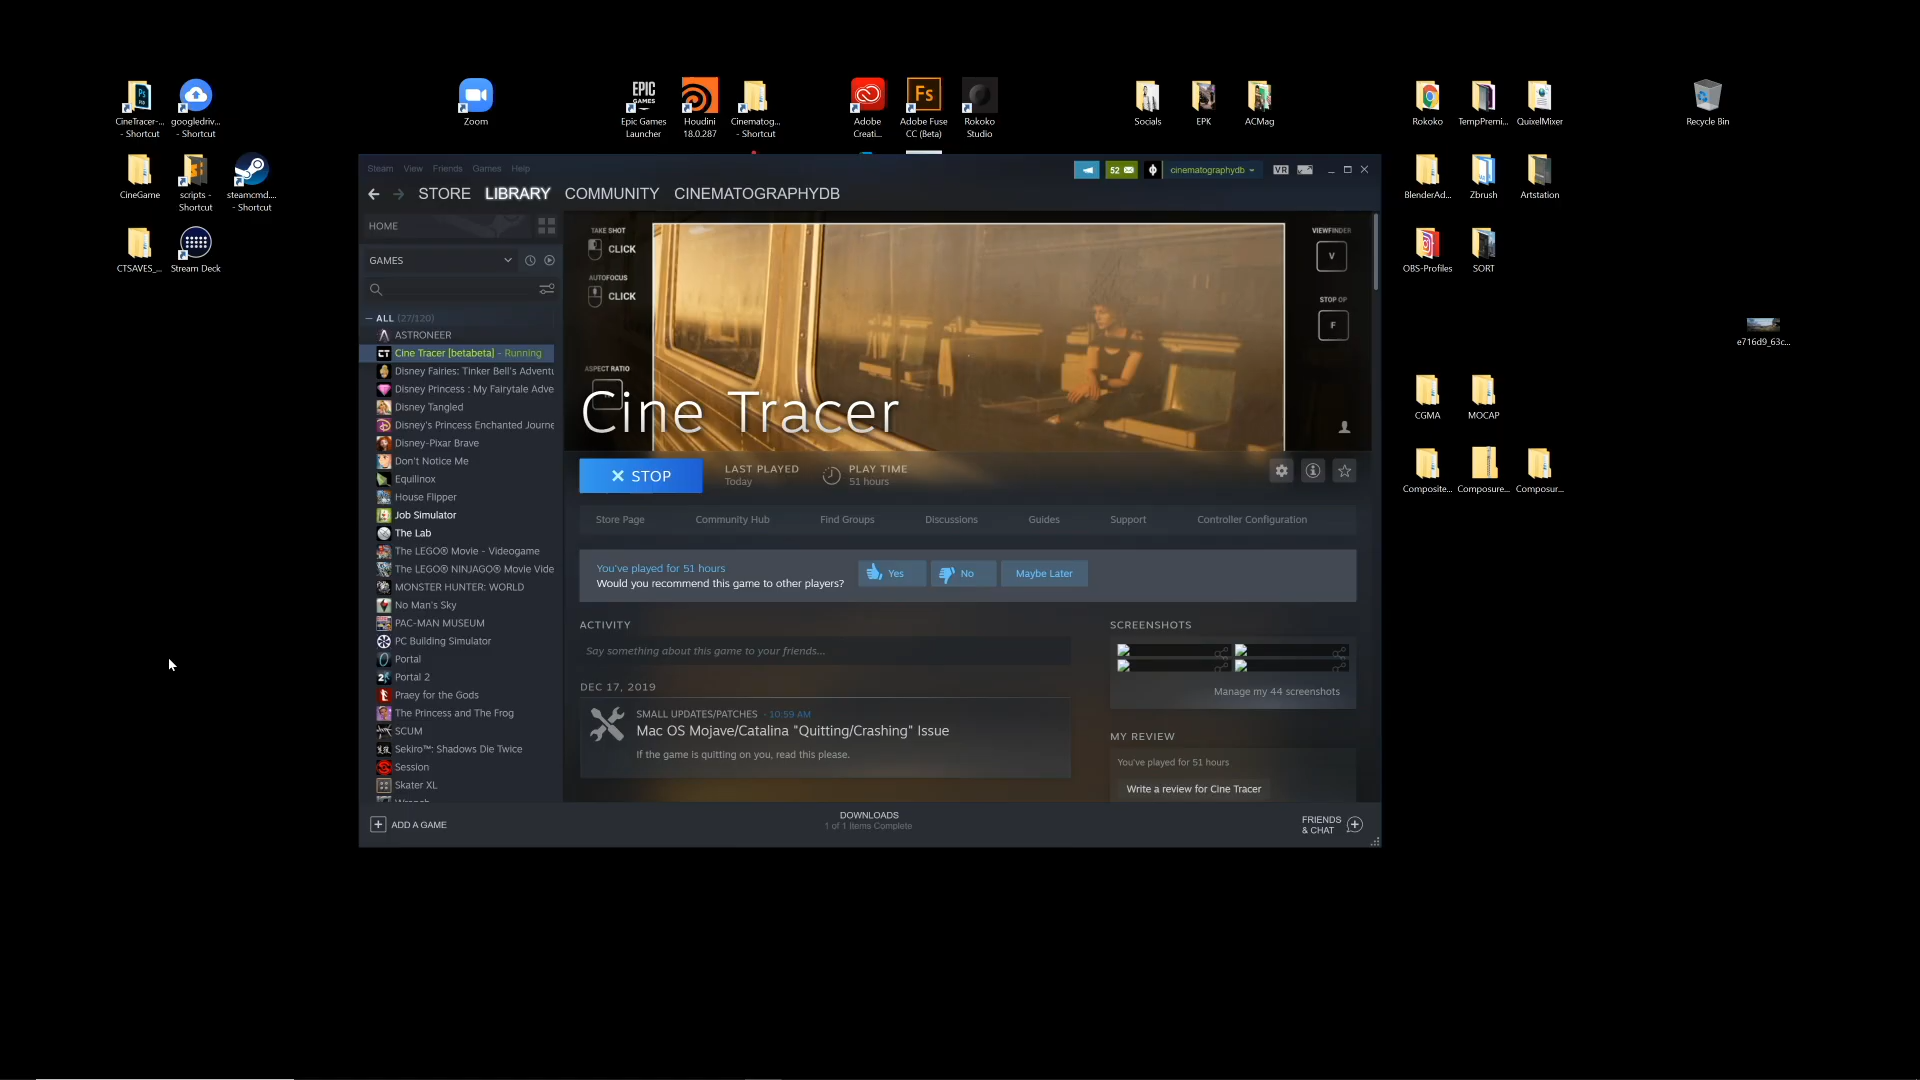 CineTracer-...
- Shortcut
googledriv...
- Shortcut
Zoom
EPIC
GAMES
Epic Games
Launcher
Houdini
18.0.287
Cinematog...
- Shortcut
Adobe
Creati...
Fs
Adobe Fuse
CC (Beta)
Rokoko
Studio
Socials
EPK
ACMag
Rokoko
TempPremi...
QuixelMixer
Recycle Bin
CineGame
scripts -
Shortcut
steamcmd....
- Shortcut
BlenderAd...
Zbrush
Artstation
CTSAVES_...
Stream Deck
OBS-Profiles
SORT
e716d9_63c...
CGMA
MOCAP
Composite...
Composure...
Composur...
Steam View Friends Games Help
52
cinematographydb
VR
STORE LIBRARY COMMUNITY CINEMATOGRAPHYDB
HOME
GAMES
ALL (27/120)
ASTRONEER
CT Cine Tracer [betabeta] - Running
Disney Fairies: Tinker Bell's Adventu
Disney Princess : My Fairytale Adve
Disney Tangled
Disney's Princess Enchanted Journe
Disney-Pixar Brave
Don't Notice Me
Equilinox
House Flipper
Job Simulator
The Lab
The LEGO® Movie - Videogame
The LEGO® NINJAGO® Movie Vide
MONSTER HUNTER: WORLD
No Man's Sky
PAC-MAN MUSEUM
PC Building Simulator
Portal
Portal 2
Praey for the Gods
The Princess and The Frog
SCUM
Sekiro™: Shadows Die Twice
Session
Skater XL
ADD A GAME
TAKE SHOT
CLICK
AUTOFOCUS
CLICK
ASPECT RATIO
VIEWFINDER
V
STOP OP
F
Cine Tracer
STOP
LAST PLAYED
Today
PLAY TIME
51 hours
Store Page
Community Hub
Find Groups
Discussions
Guides
Support
Controller Configuration
You've played for 51 hours
Would you recommend this game to other players?
Yes
No
Maybe Later
ACTIVITY
Say something about this game to your friends...
DEC 17, 2019
SMALL UPDATES/PATCHES - 10:59 AM
Mac OS Mojave/Catalina "Quitting/Crashing" Issue
If the game is quitting on you, read this please.
SCREENSHOTS
Manage my 44 screenshots
MY REVIEW
You've played for 51 hours
Write a review for Cine Tracer
DOWNLOADS
1 of 1 Items Complete
FRIENDS
& CHAT